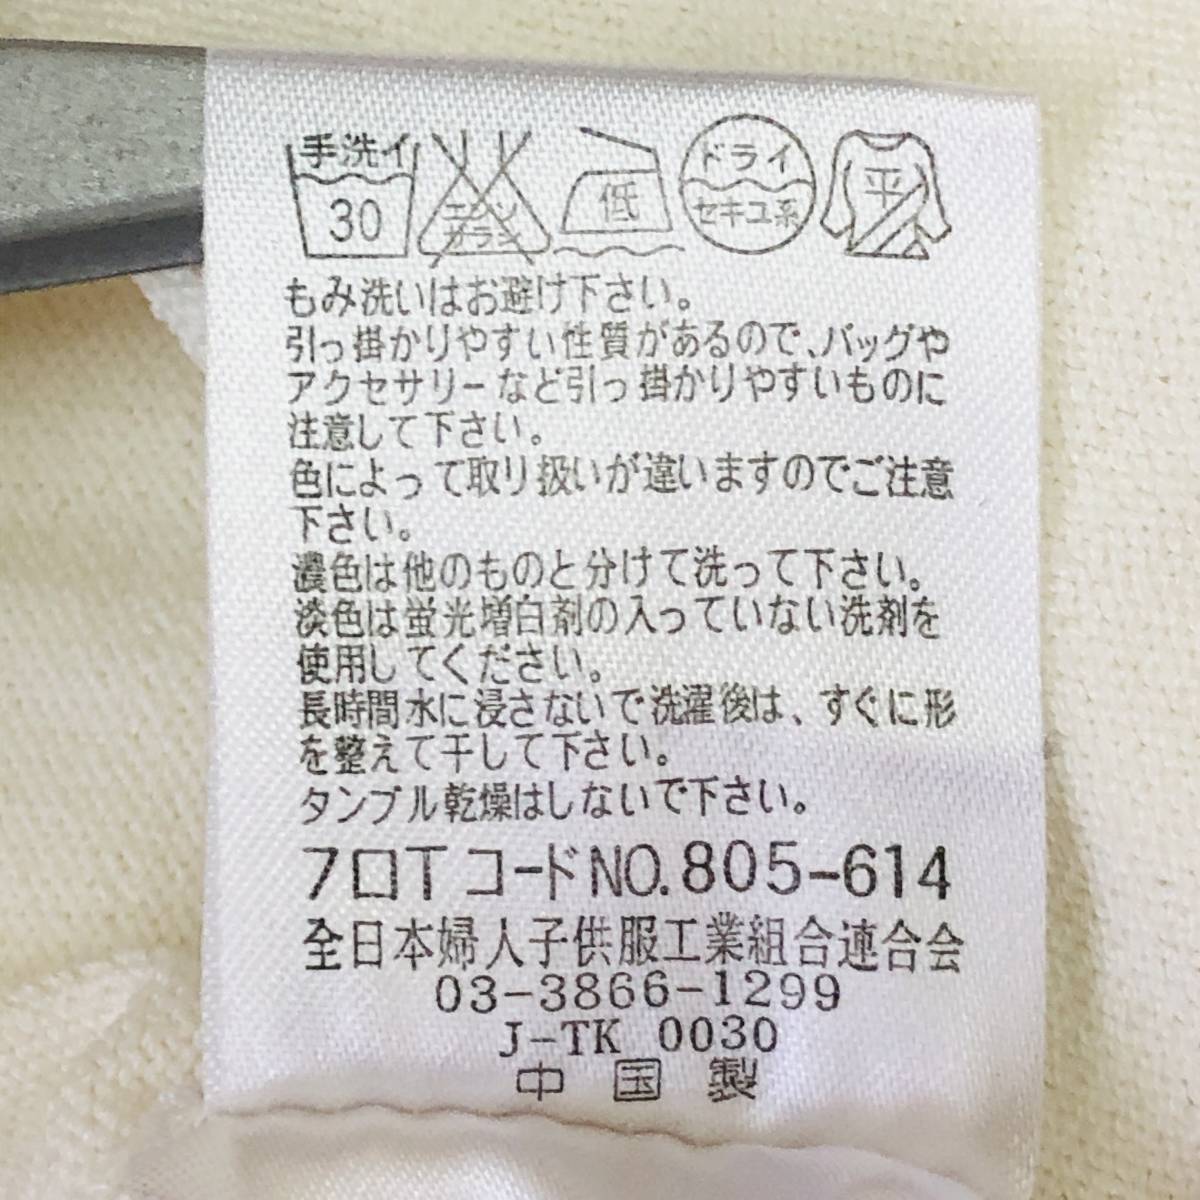 手洗イ
30
エンソ
サラシ
低
ドライ
セキユ系
平
もみ洗いはお避け下さい。
引っ掛かりやすい性質があるので、バッグや
アクセサリーなど引っ掛かりやすいものに
注意して下さい。
色によって取り扱いが違いますのでご注意
下さい。
濃色は他のものと分けて洗って下さい。
淡色は蛍光増白剤の入っていない洗剤を
使用してください。
長時間水に浸さないで洗濯後は、すぐに形
を整えて干して下さい。
タンブル乾燥はしないで下さい。
フロT コードNO.805-614
全日本婦人子供服工業組合連合会
03-3866-1299
J-TK 0030
中国製